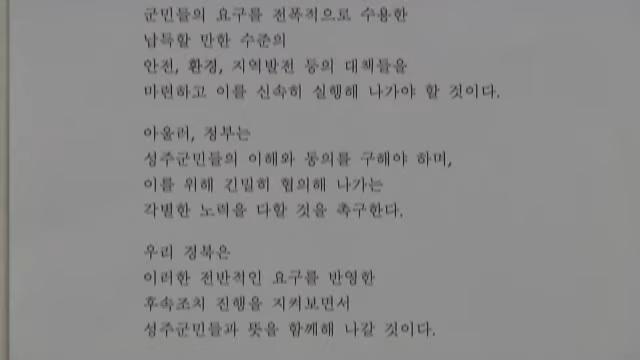 군민들의 요구를 전폭적으로 수용한
납득할 만한 수준의
안전, 환경, 지역발전 등의 대책들을
마련하고 이를 신속히 실행해 나가야 할 것이다.
아울러, 정부는
성주군민들의 이해와 동의를 구해야 하며,
이를 위해 긴밀히 협의해 나가는
각별한 노력을 다할 것을 촉구한다.
우리 경북은
이러한 전반적인 요구를 반영한
후속조치 진행을 지켜보면서
성주군민들과 뜻을 함께해 나갈 것이다.